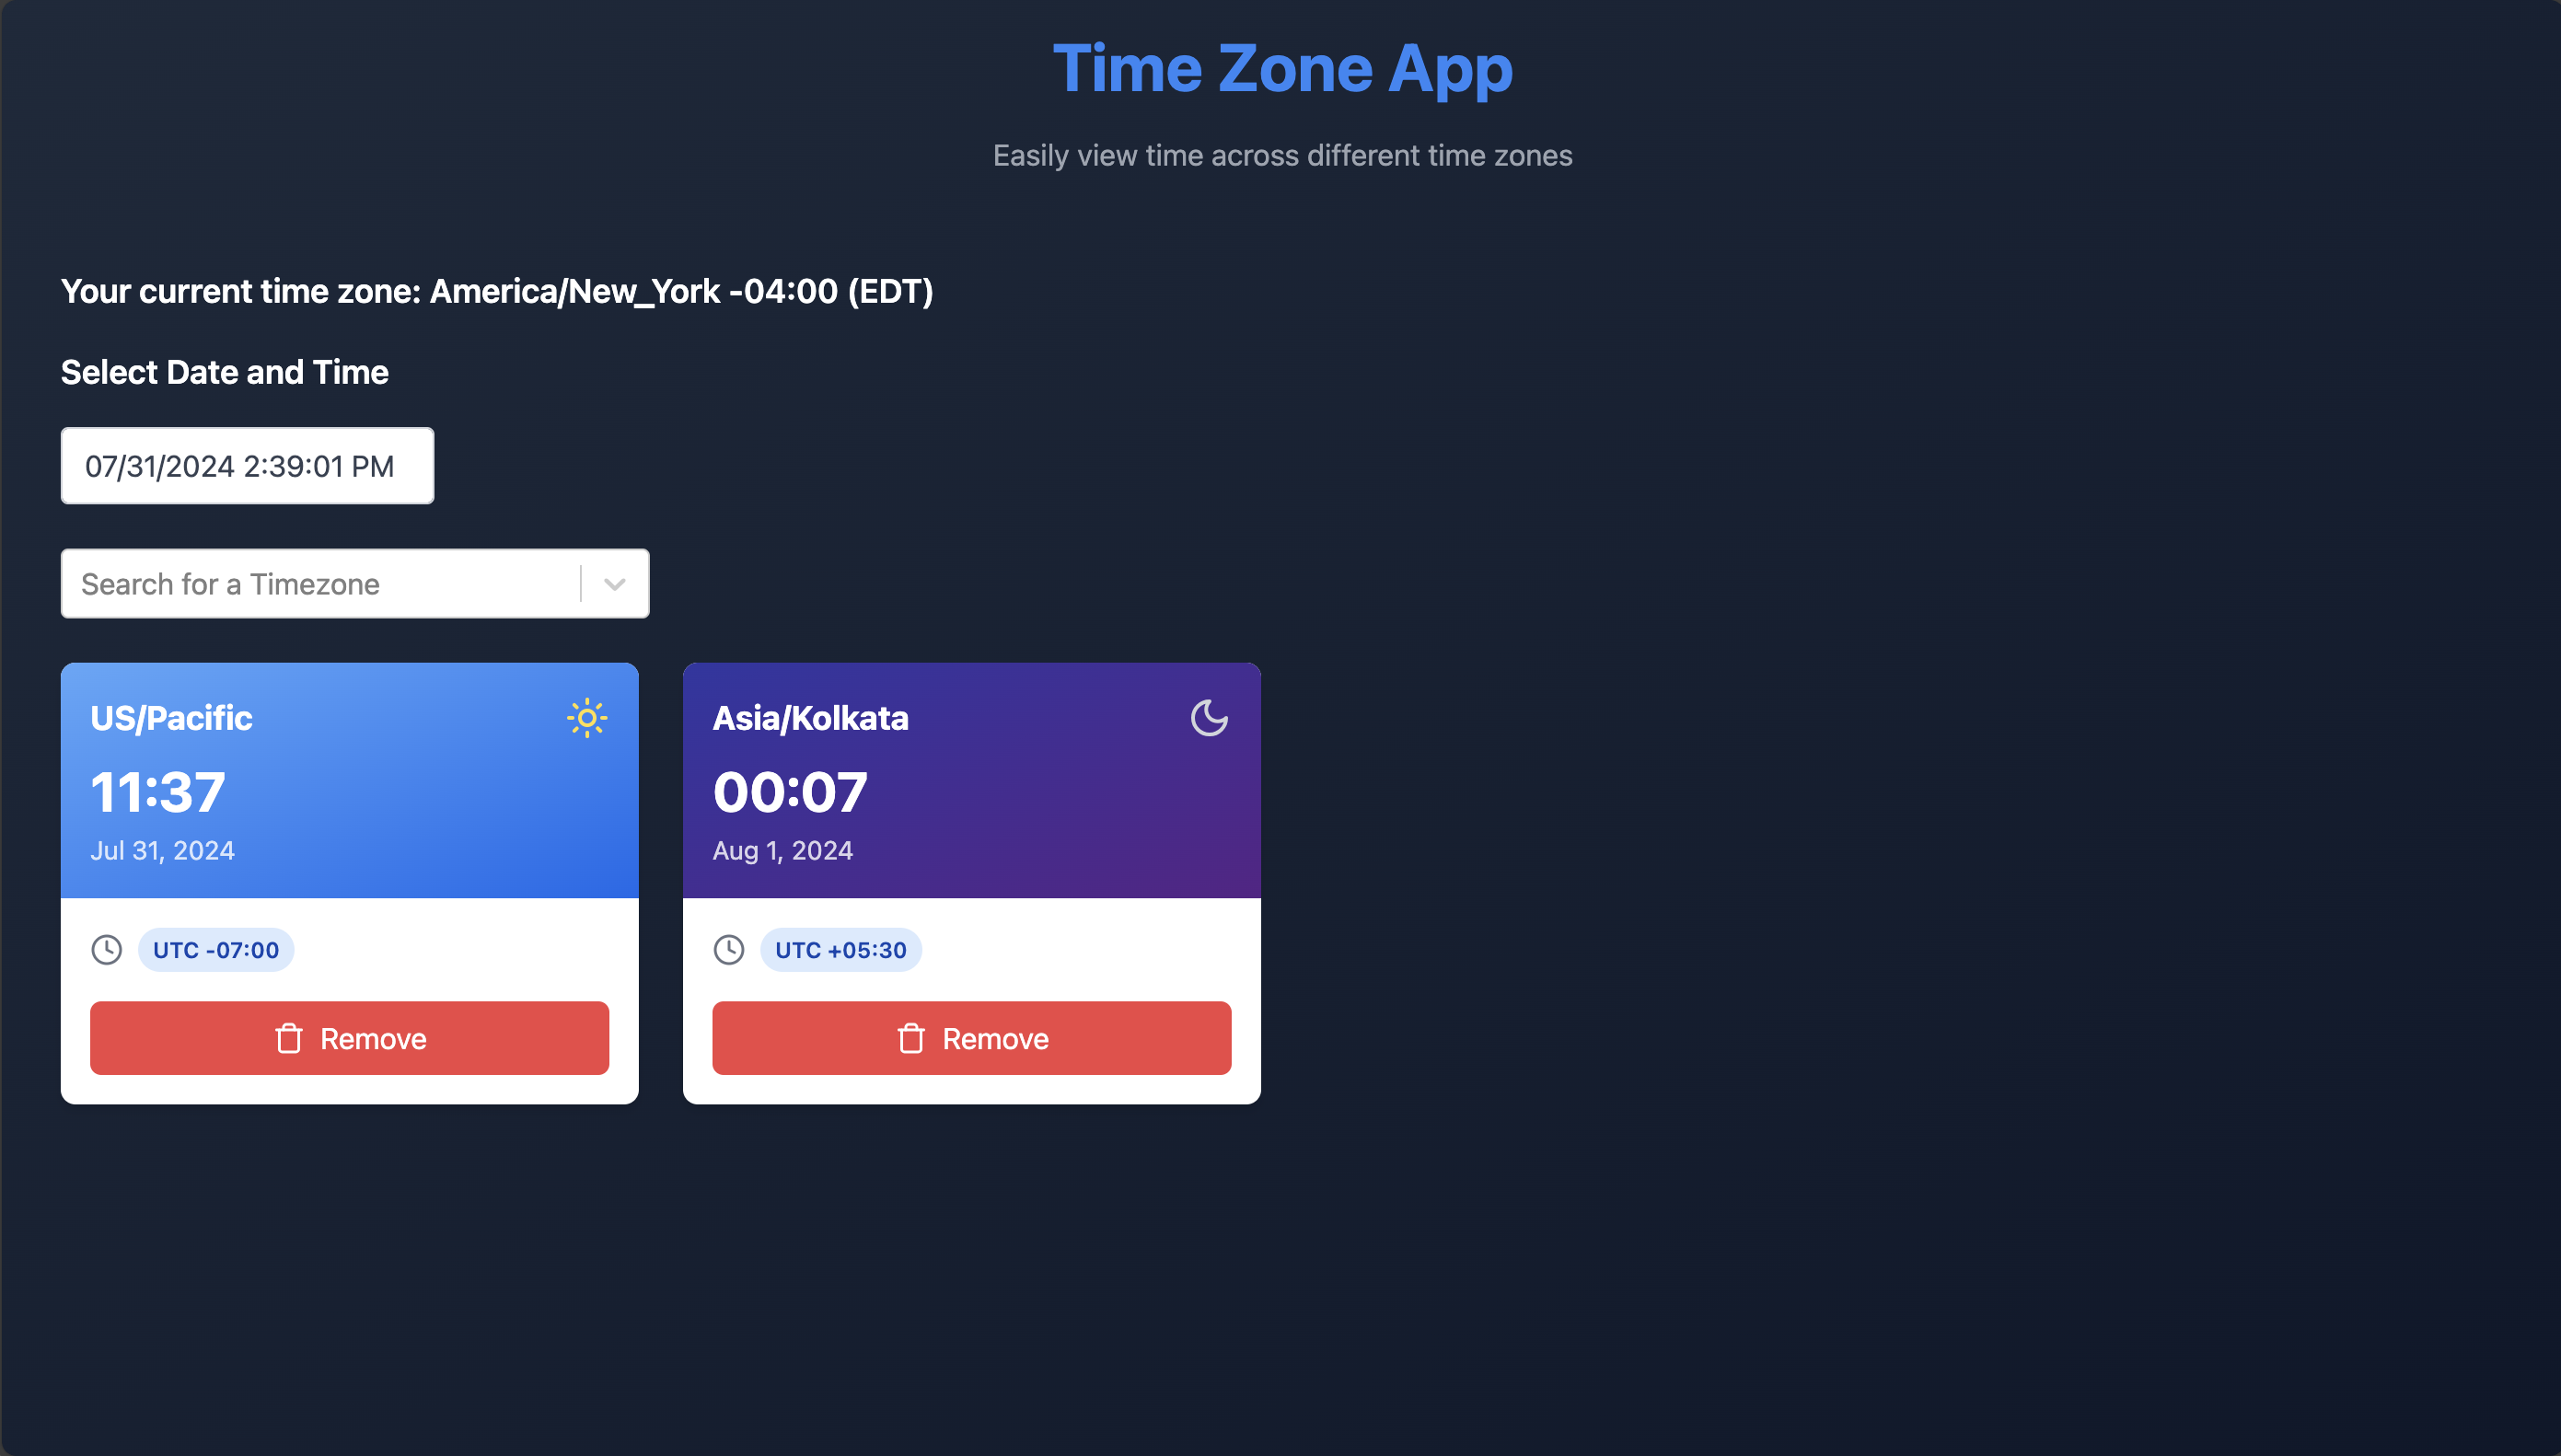 Time Zone App
Easily view time across different time zones
Your current time zone: America/New_York -04:00 (EDT)
Select Date and Time
07/31/2024 2:39:01 PM
Search for a Timezone
US/Pacific
11:37
Jul 31, 2024
UTC -07:00
Remove
Asia/Kolkata
00:07
Aug 1, 2024
UTC +05:30
Remove